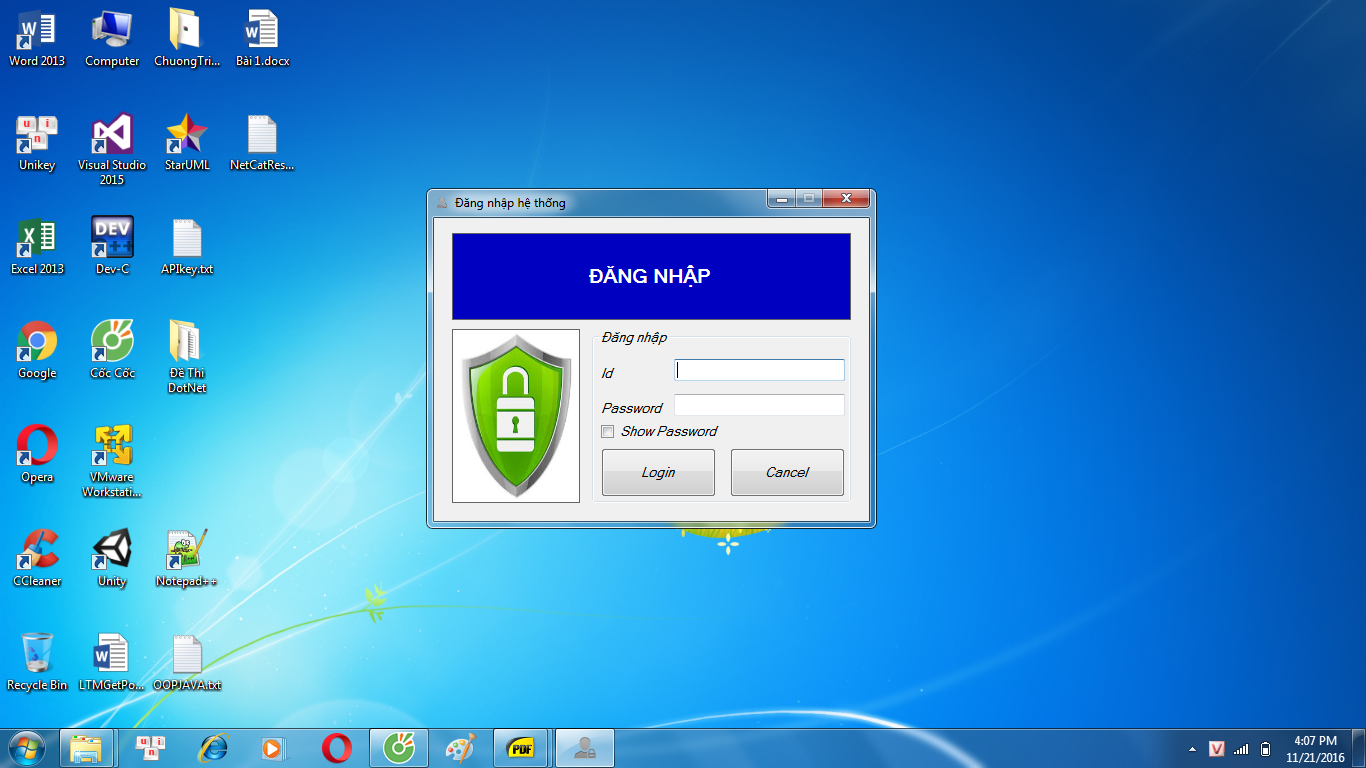 Word 2013
Computer
ChuongTri...
Bài 1.docx
Unikey
Visual Studio
2015
StarUML
NetCatRes...
Excel 2013
DEV
Dev-C
APIkey.txt
Google
Cốc Cốc
Đề Thi
DotNet
Opera
VMware
Workstati...
CCleaner
Unity
Notepad++
Recycle Bin
LTMGetPo...
OOPJAVA.txt
Đăng nhập hệ thống
ĐĂNG NHẬP
Đăng nhập
Id
Password
Show Password
Login
Cancel
PDF
V
4:07 PM
11/21/2016